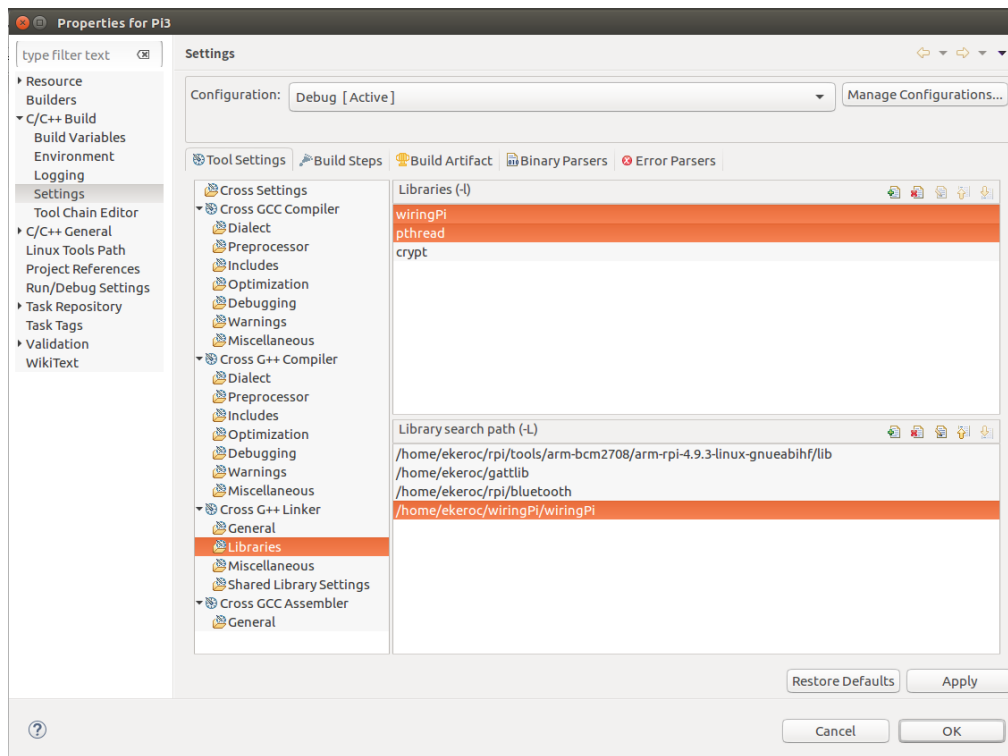 Properties for Pi3
type filter text
Resource
Builders
C/C++ Build
Build Variables
Environment
Logging
Settings
Tool Chain Editor
C/C++ General
Linux Tools Path
Project References
Run/Debug Settings
Task Repository
Task Tags
Validation
WikiText
Settings
Configuration:
Debug [Active]
Manage Configurations...
Tool Settings
Build Steps
Build Artifact
Binary Parsers
Error Parsers
Cross Settings
Cross GCC Compiler
Dialect
Preprocessor
Includes
Optimization
Debugging
Warnings
Miscellaneous
Cross G++ Compiler
Dialect
Preprocessor
Includes
Optimization
Debugging
Warnings
Miscellaneous
Cross G++ Linker
General
Libraries
Miscellaneous
Shared Library Settings
Cross GCC Assembler
General
Libraries (-l)
wiringPi
pthread
crypt
Library search path (-L)
/home/ekeroc/rpi/tools/arm-bcm2708/arm-rpi-4.9.3-linux-gnueabihf/lib
/home/ekeroc/gattlib
/home/ekeroc/rpi/bluetooth
/home/ekeroc/wiringPi/wiringPi
Restore Defaults
Apply
Cancel
OK